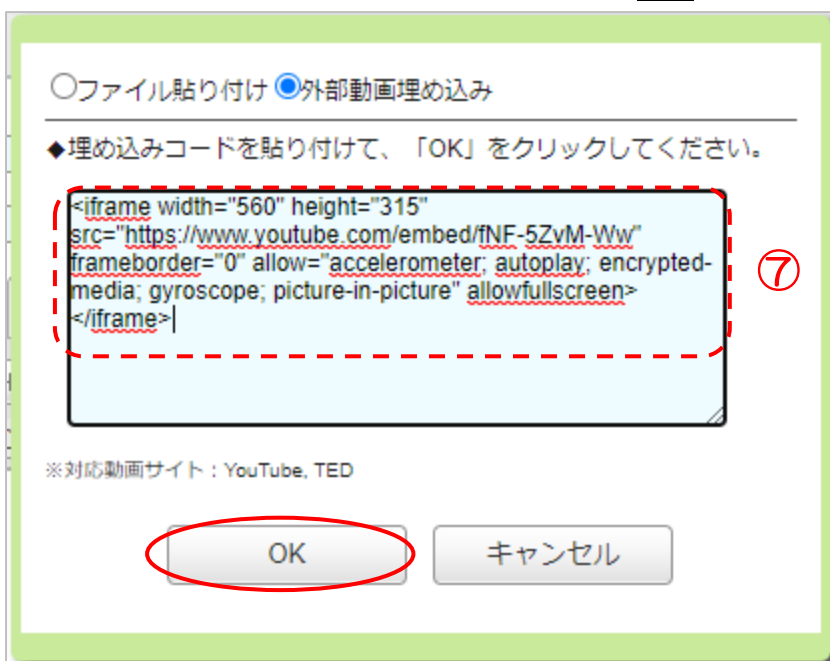 ファイル貼り付け 外部動画埋め込み
◆埋め込みコードを貼り付けて、「OK」をクリックしてください。
<iframe width="560" height="315"
src="https://www.youtube.com/embed/fNF-5ZvM-Ww"
frameborder="0" allow="accelerometer; autoplay; encrypted-
media; gyroscope; picture-in-picture" allowfullscreen>
</iframe>
⑦
※対応動画サイト：YouTube, TED
OK キャンセル